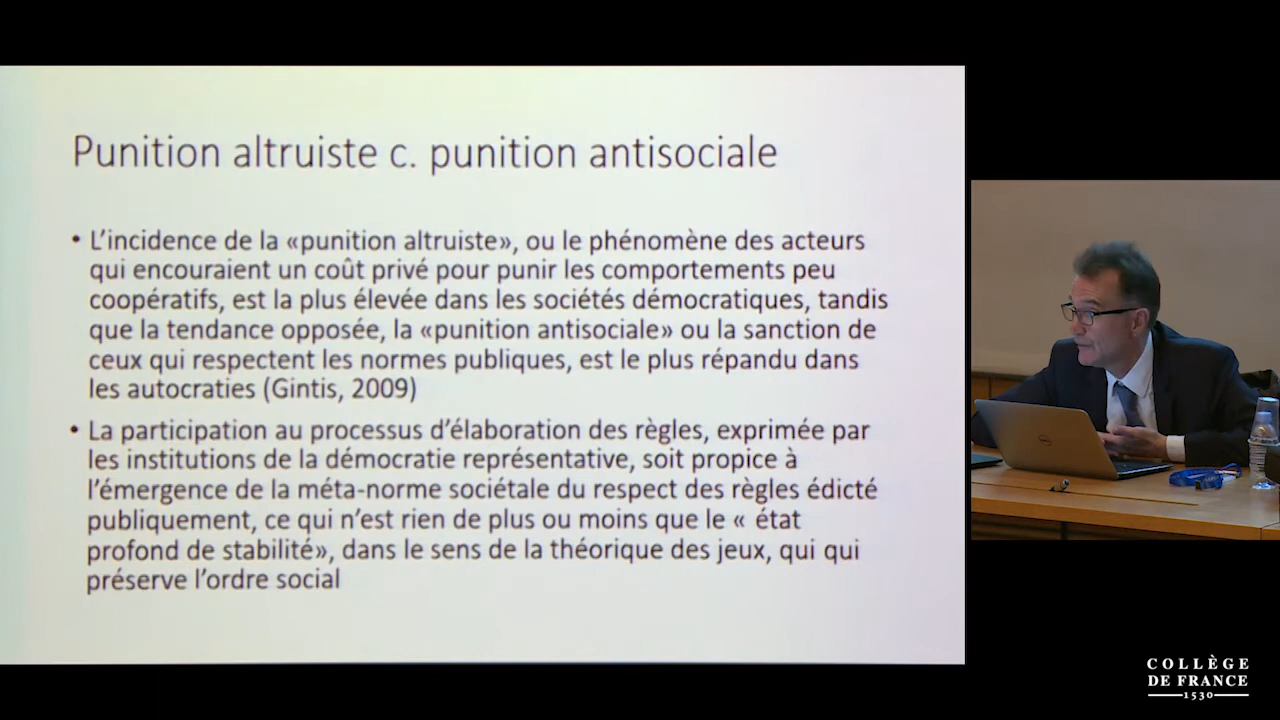 Punition altruiste c. punition antisociale
• L'incidence de la «punition altruiste», ou le phénomène des acteurs
qui encouraient un coût privé pour punir les comportements peu
coopératifs, est la plus élevée dans les sociétés démocratiques, tandis
que la tendance opposée, la «punition antisociale» ou la sanction de
ceux qui respectent les normes publiques, est le plus répandu dans
les autocraties (Gintis, 2009)
• La participation au processus d'élaboration des règles, exprimée par
les institutions de la démocratie représentative, soit propice à
l'émergence de la méta-norme sociétale du respect des règles édicté
publiquement, ce qui n'est rien de plus ou moins que le « état
profond de stabilité», dans le sens de la théorique des jeux, qui qui
préserve l'ordre social
COLLÈGE
DE FRANCE
1530